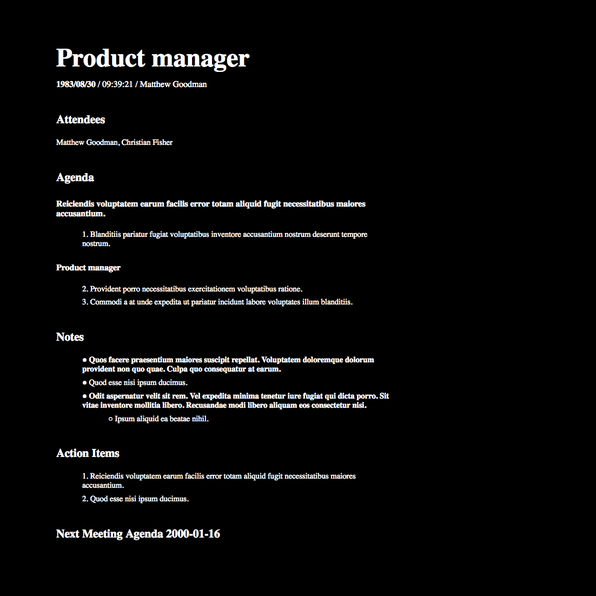 Product manager
1983/08/30 / 09:39:21 / Matthew Goodman
Attendees
Matthew Goodman, Christian Fisher
Agenda
Reiciendis voluptatem earum facilis error totam aliquid fugit necessitatibus maiores
accusantium.
1. Blanditiis pariatur fugiat voluptatibus inventore accusantium nostrum deserunt tempore
nostrum.
Product manager
2. Provident porro necessitatibus exercitationem voluptatibus ratione.
3. Commodi a at unde expedita ut pariatur incidunt labore voluptates illum blanditiis.
Notes
● Quos facere praesentium maiores suscipit repellat. Voluptatem doloremque dolorum
provident non quo quae. Culpa quo consequatur at earum.
● Quod esse nisi ipsum ducimus.
● Odit aspernatur velit sit rem. Vel expedita minima tenetur iure fugiat qui dicta porro. Sit
vitae inventore mollitia libero. Recusandae modi libero aliquam eos consectetur nisi.
○ Ipsum aliquid ea beatae nihil.
Action Items
1. Reiciendis voluptatem earum facilis error totam aliquid fugit necessitatibus maiores
accusantium.
2. Quod esse nisi ipsum ducimus.
Next Meeting Agenda 2000-01-16